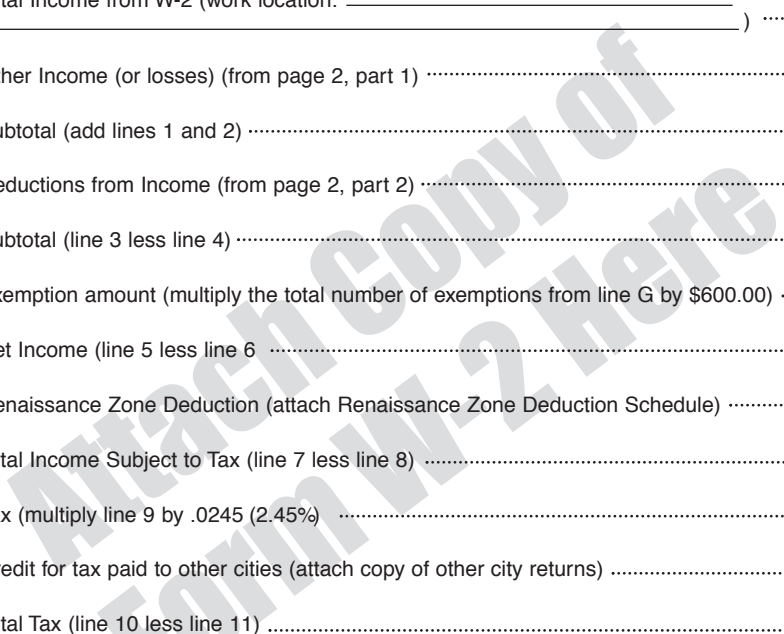 tal Income from W-2 (work location:
)
ther Income (or losses) (from page 2, part 1)
ubtotal (add lines 1 and 2)
eductions from Income (from page 2, part 2)
ubtotal (line 3 less line 4)
xemption amount (multiply the total number of exemptions from line G by $600.00)
et Income (line 5 less line 6
enaissance Zone Deduction (attach Renaissance Zone Deduction Schedule)
tal Income Subject to Tax (line 7 less line 8)
x (multiply line 9 by .0245 (2.45%)
redit for tax paid to other cities (attach copy of other city returns)
tal Tax (line 10 less line 11)
Attach Copy of
Form W-2 Here